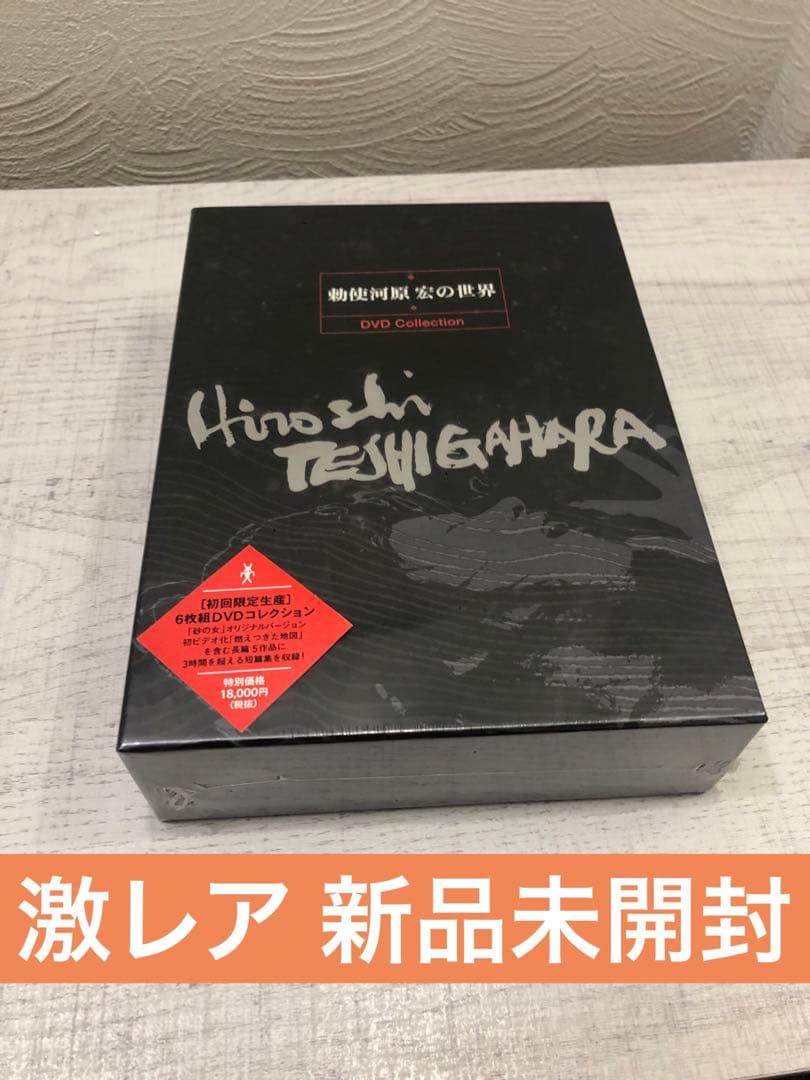 勅使河原 宏の世界
DVD Collection
Hiroshi
TESHIGAHARA
[初回限定生産]
6枚組DVDコレクション
「砂の女」オリジナルバージョン
初ビデオ化「燃えつきた地図」
を含む長篇5作品に
3時間を超える短篇集を収録!
特別価格
18,000円
(税抜)
激レア 新品未開封